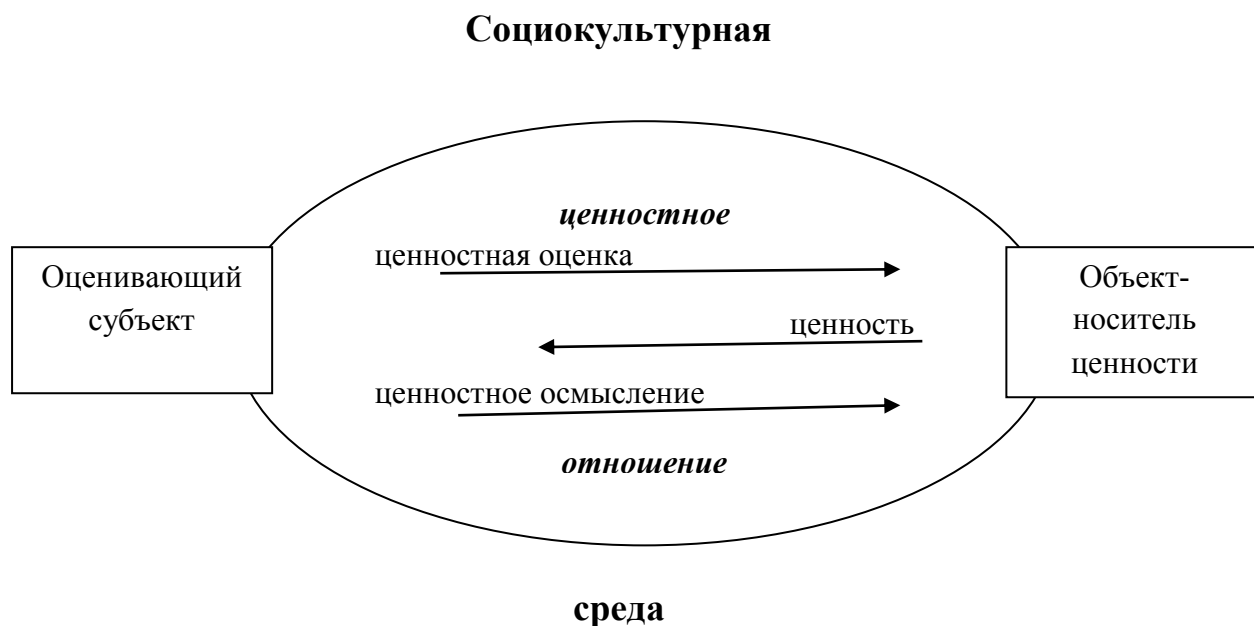 Социокультурная
ценностное
ценностная оценка
Оценивающий
субъект
Объект-
носитель
ценности
ценность
ценностное осмысление
отношение
среда